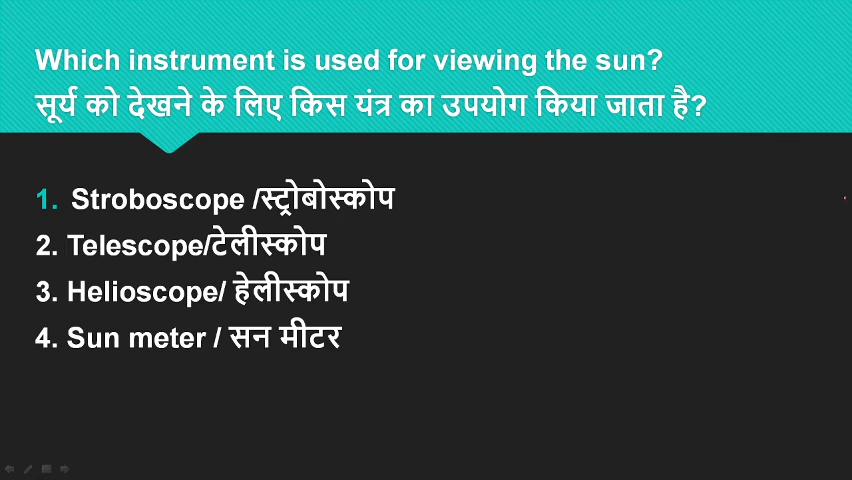 Which instrument is used for viewing the sun?
सूर्य को देखने के लिए किस यंत्र का उपयोग किया जाता है?
1. Stroboscope /स्ट्रोबोस्कोप
2. Telescope/टेलीस्कोप
3. Helioscope/ हेलीस्कोप
4. Sun meter / सन मीटर